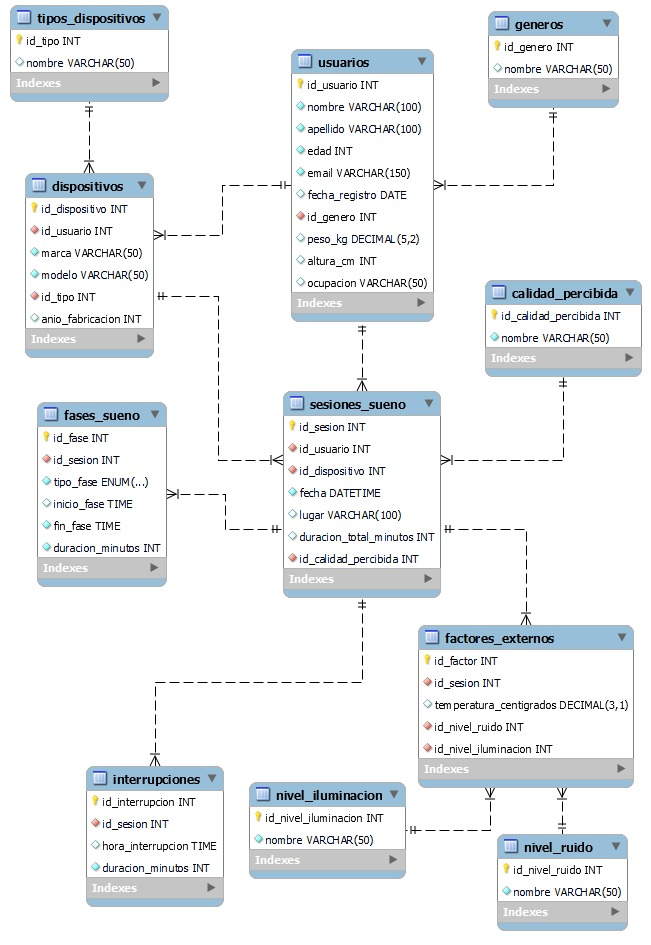 tipos_dispositivos
id_tipo INT
nombre VARCHAR(50)
Indexes
generos
id_genero INT
nombre VARCHAR(50)
Indexes
usuarios
id_usuario INT
nombre VARCHAR(100)
apellido VARCHAR(100)
edad INT
email VARCHAR(150)
fecha_registro DATE
id_genero INT
peso_kg DECIMAL(5,2)
altura_cm INT
ocupacion VARCHAR(50)
Indexes
dispositivos
id_dispositivo INT
id_usuario INT
marca VARCHAR(50)
modelo VARCHAR(50)
id_tipo INT
anio_fabricacion INT
Indexes
calidad_percibida
id_calidad_percibida INT
nombre VARCHAR(50)
Indexes
fases_sueno
id_fase INT
id_sesion INT
tipo_fase ENUM(...)
inicio_fase TIME
fin_fase TIME
duracion_minutos INT
Indexes
sesiones_sueno
id_sesion INT
id_usuario INT
id_dispositivo INT
fecha DATETIME
lugar VARCHAR(100)
duracion_total_minutos INT
id_calidad_percibida INT
Indexes
factores_externos
id_factor INT
id_sesion INT
temperatura_centigrados DECIMAL(3,1)
id_nivel_ruido INT
id_nivel_iluminacion INT
Indexes
interrupciones
id_interrupcion INT
id_sesion INT
hora_interrupcion TIME
duracion_minutos INT
Indexes
nivel_iluminacion
id_nivel_iluminacion INT
nombre VARCHAR(50)
Indexes
nivel_ruido
id_nivel_ruido INT
nombre VARCHAR(50)
Indexes